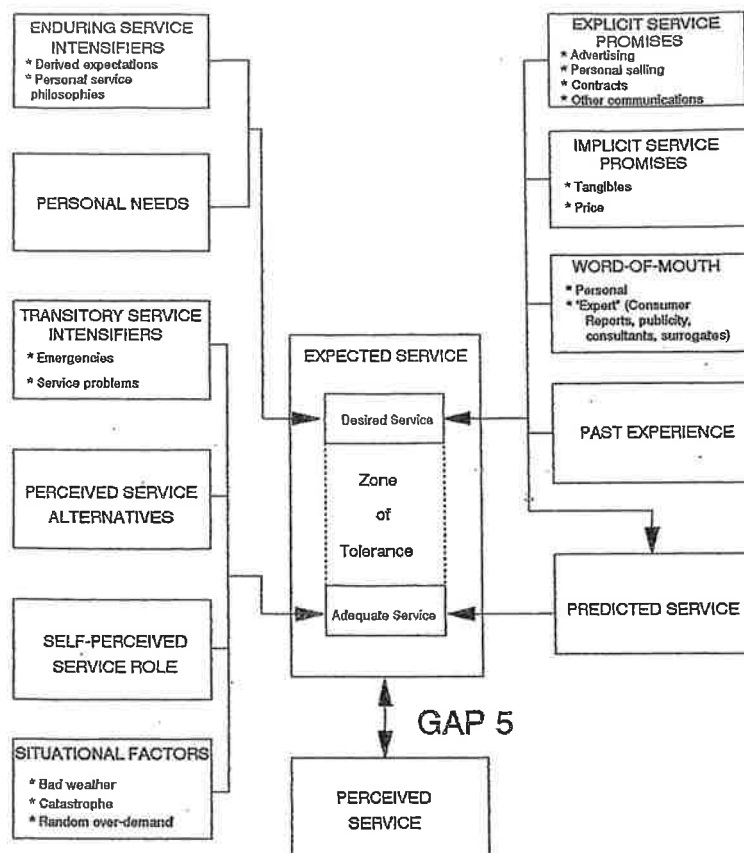 ENDURING SERVICE
INTENSIFIERS
* Derived expectations
* Personal service
philosophies
PERSONAL NEEDS
TRANSITORY SERVICE
INTENSIFIERS
* Emergencies
* Service problems
PERCEIVED SERVICE
ALTERNATIVES
SELF-PERCEIVED
SERVICE ROLE
SITUATIONAL FACTORS
* Bad weather
* Catastrophe
* Random over-demand
EXPECTED SERVICE
Desired Service
Zone
of
Tolerance
Adequate Service
GAP 5
PERCEIVED
SERVICE
EXPLICIT SERVICE
PROMISES
* Advertising
* Personal selling
* Contracts
* Other communications
IMPLICIT SERVICE
PROMISES
* Tangibles
* Price
WORD-OF-MOUTH
* Personal
* "Expert" (Consumer
Reports, publicity,
consultants, surrogates)
PAST EXPERIENCE
PREDICTED SERVICE